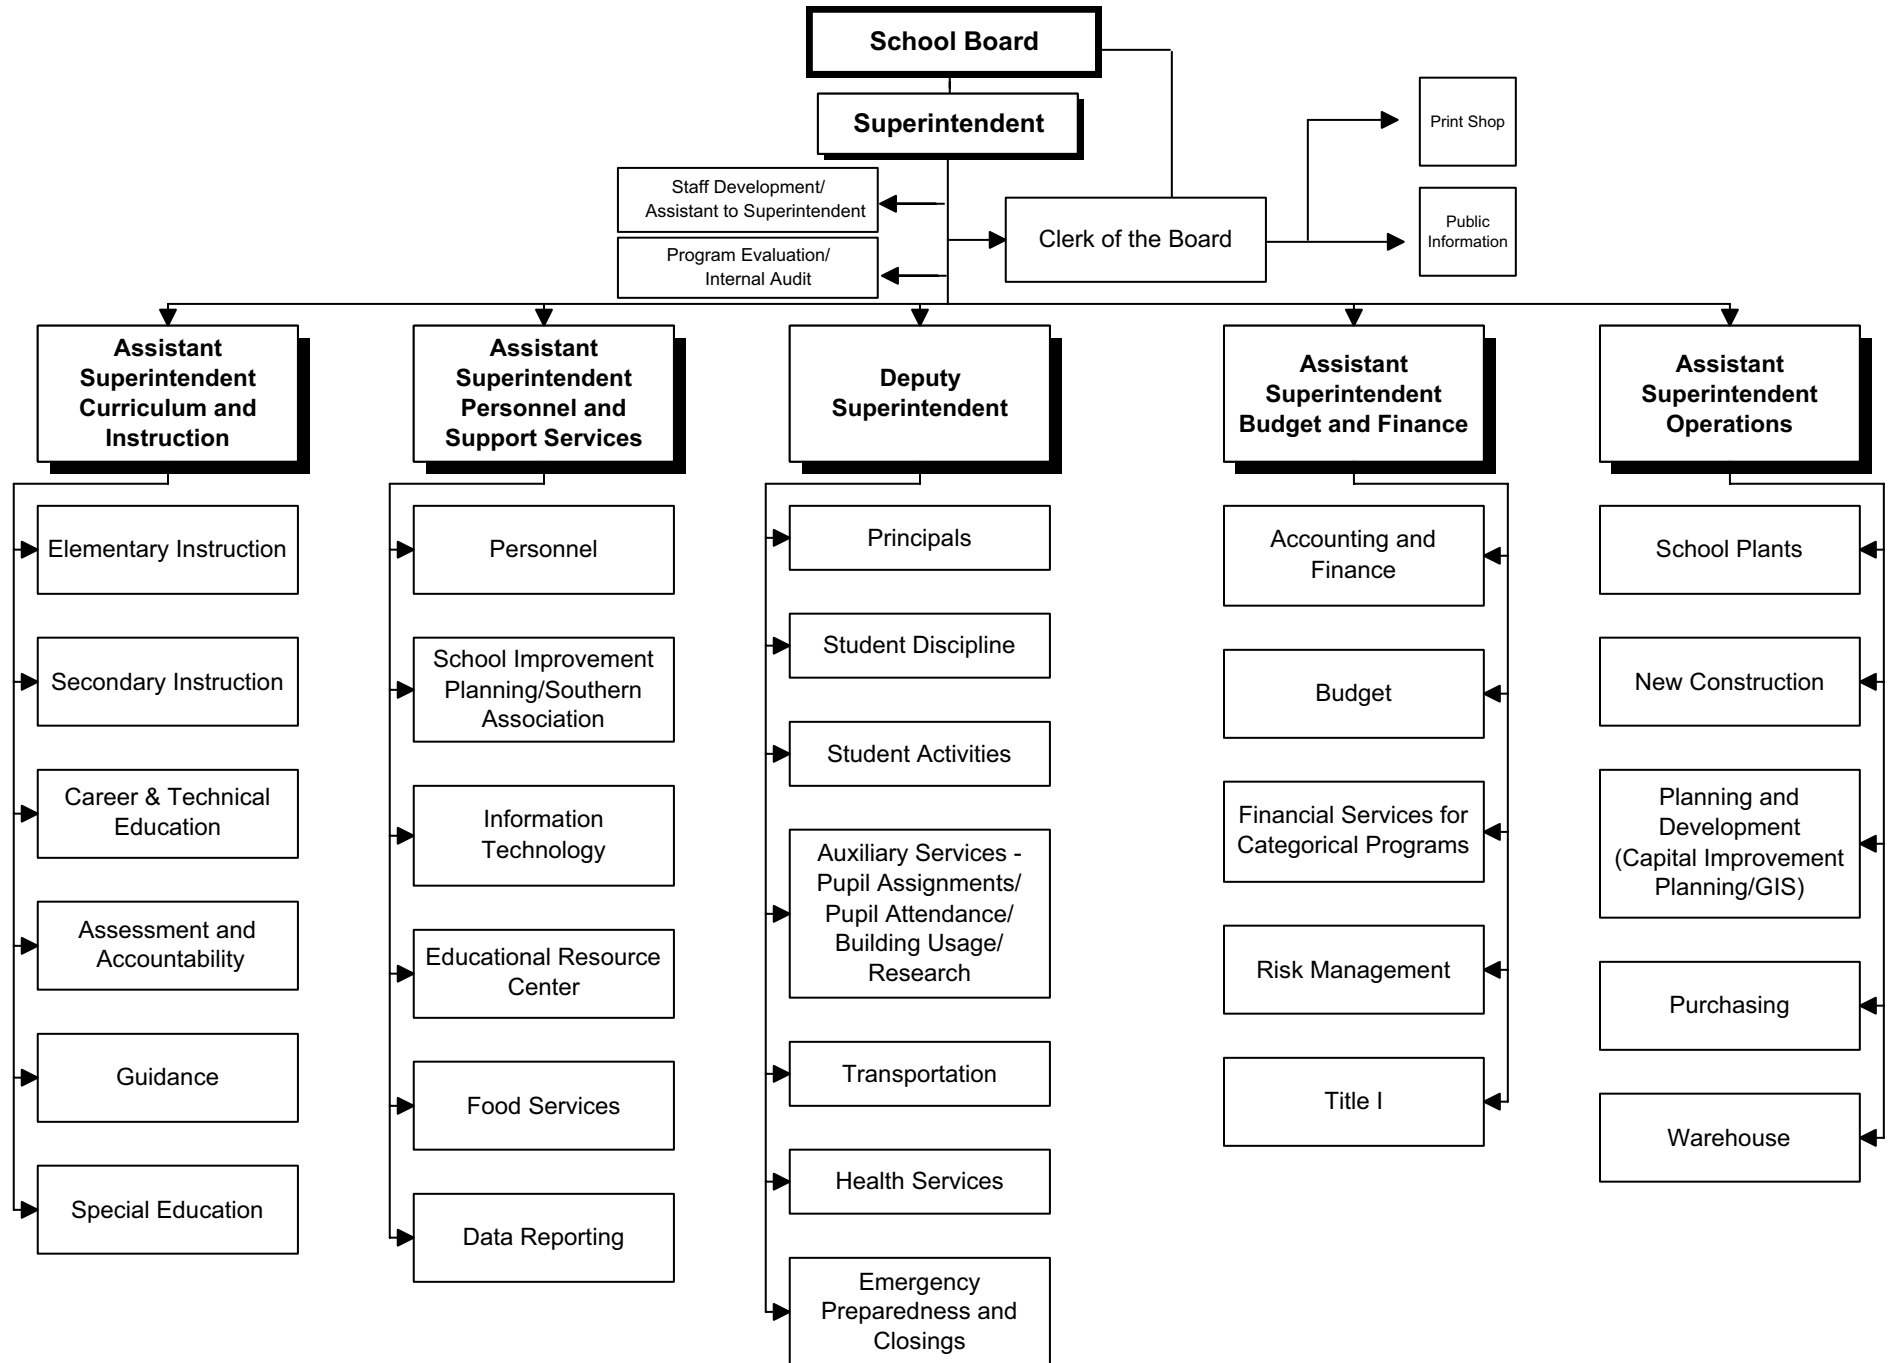 School Board
Superintendent
Print Shop
Staff Development/
Assistant to Superintendent
Clerk of the Board
Public
Information
Program Evaluation/
Internal Audit
Assistant
Superintendent
Curriculum and
Instruction
Elementary Instruction
Secondary Instruction
Career & Technical
Education
Assessment and
Accountability
Guidance
Special Education
Assistant
Superintendent
Personnel and
Support Services
Personnel
School Improvement
Planning/Southern
Association
Information
Technology
Educational Resource
Center
Food Services
Data Reporting
Deputy
Superintendent
Principals
Student Discipline
Student Activities
Auxiliary Services -
Pupil Assignments/
Pupil Attendance/
Building Usage/
Research
Transportation
Health Services
Emergency
Preparedness and
Closings
Assistant
Superintendent
Budget and Finance
Accounting and
Finance
Budget
Financial Services for
Categorical Programs
Risk Management
Title I
Assistant
Superintendent
Operations
School Plants
New Construction
Planning and
Development
(Capital Improvement
Planning/GIS)
Purchasing
Warehouse